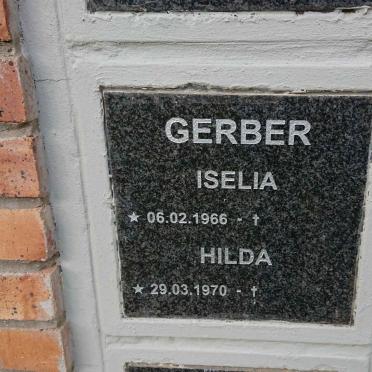 GERBER
ISELIA
★ 06.02.1966 - †
HILDA
★ 29.03.1970 - †